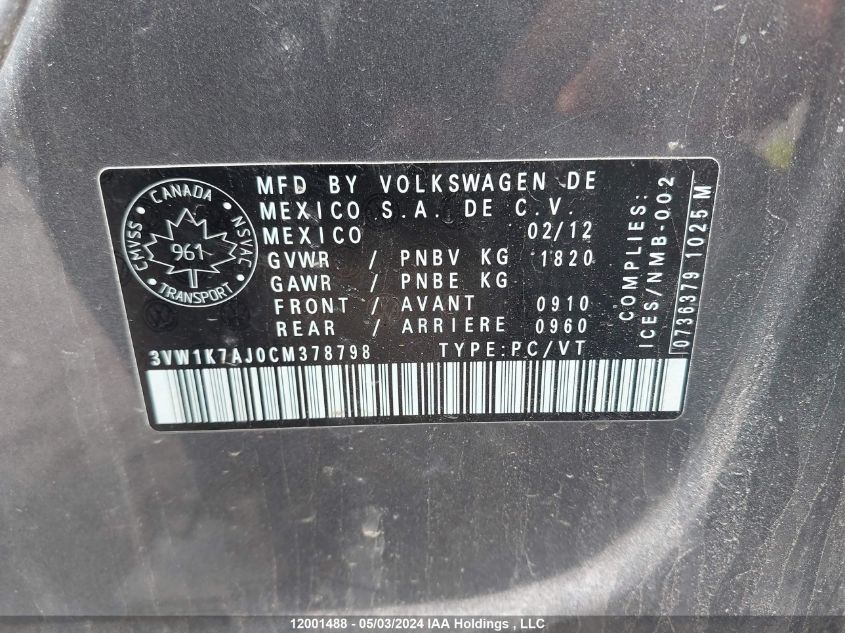 CANADA
CMVSS
NSVAC
961
TRANSPORT
MFD BY VOLKSWAGEN DE
MEXICO S.A. DE C.V.
MEXICO 02/12
GVWR / PNBV KG 1820
GAWR / PNBE KG
FRONT / AVANT 0910
REAR / ARRIERE 0960
3VW1K7AJ0CM378798 TYPE:PC/VT
COMPLIES:
ICES/NMB-002
0736379 1025 M
12001488 - 05/03/2024 IAA Holdings , LLC